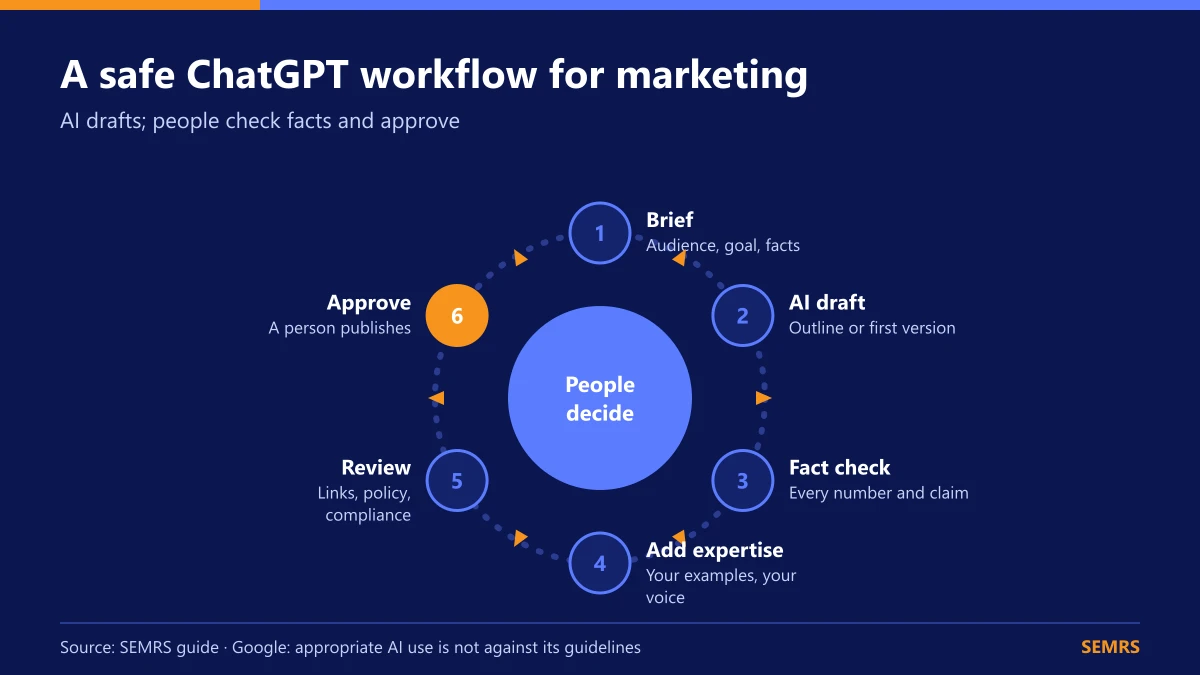 A safe ChatGPT workflow for marketing
AI drafts; people check facts and approve
1
Brief
Audience, goal, facts
2
AI draft
Outline or first version
3
Fact check
Every number and claim
4
Add expertise
Your examples, your
voice
5
Review
Links, policy,
compliance
6
Approve
A person publishes
People
decide
Source: SEMRS guide · Google: appropriate AI use is not against its guidelines
SEMRS